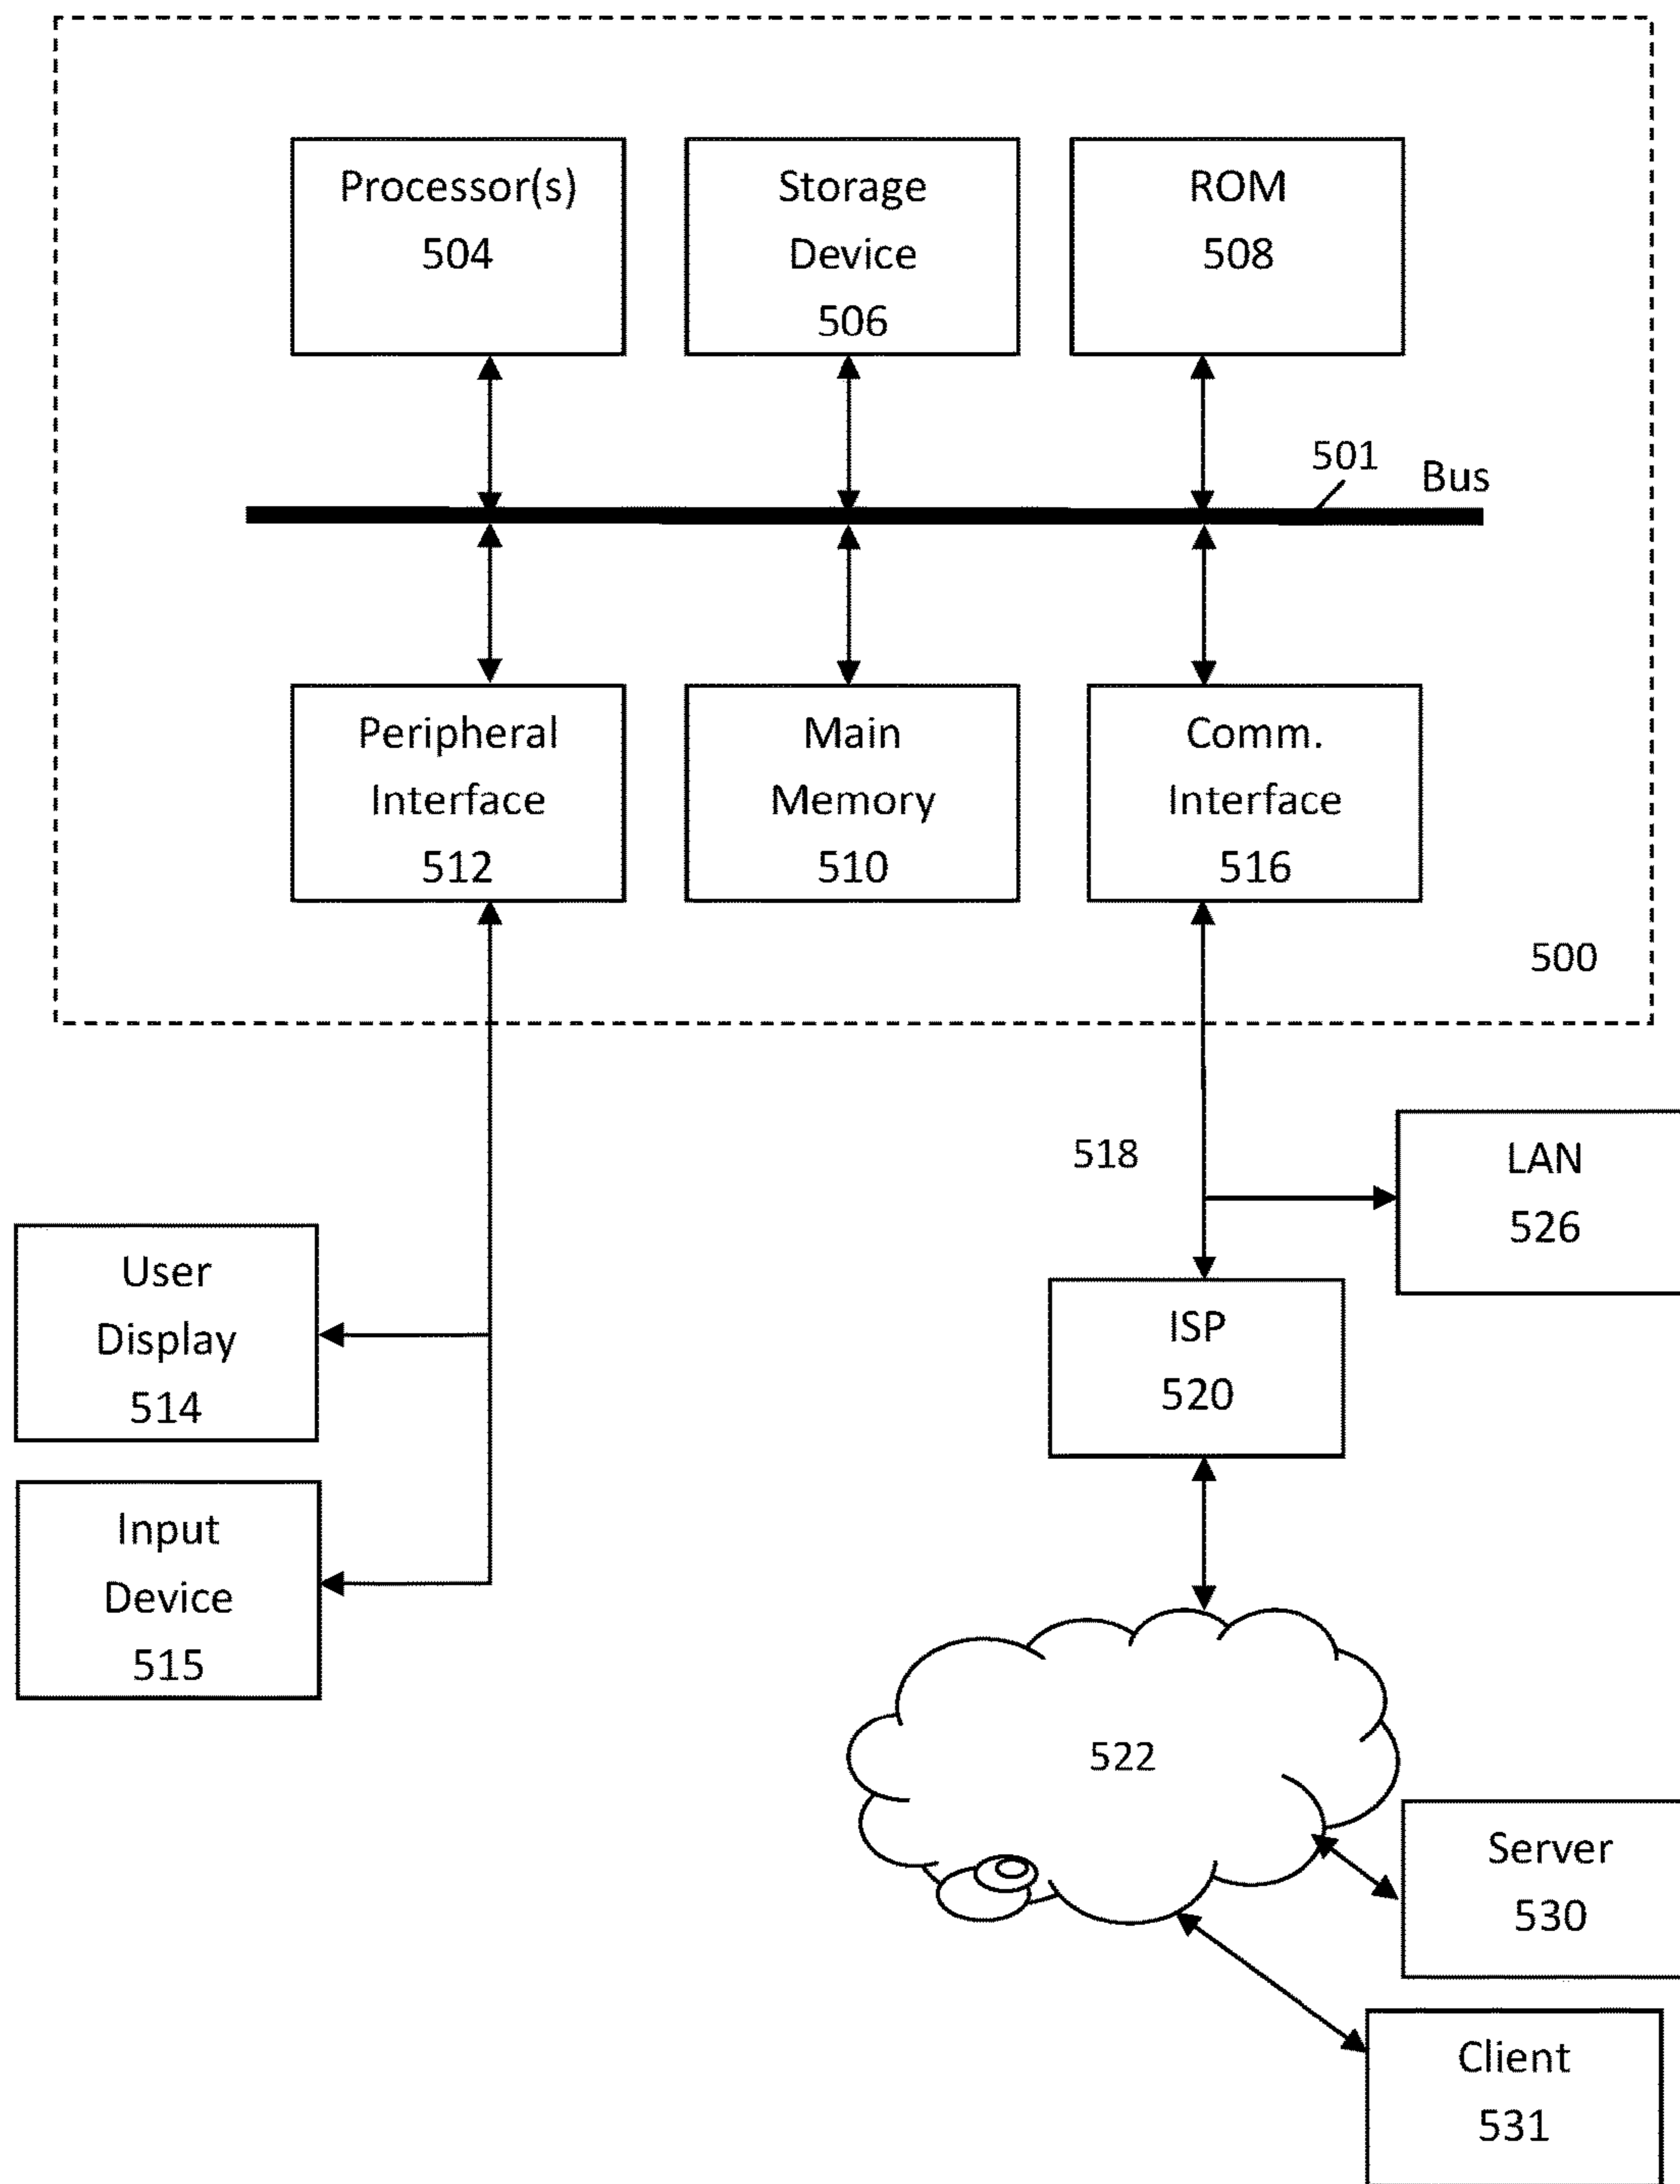 Processor(s)
504
Storage
Device
506
ROM
508
501
Bus
Peripheral
Interface
512
Main
Memory
510
Comm.
Interface
516
500
518
LAN
526
User
Display
514
ISP
520
Input
Device
515
522
Server
530
Client
531